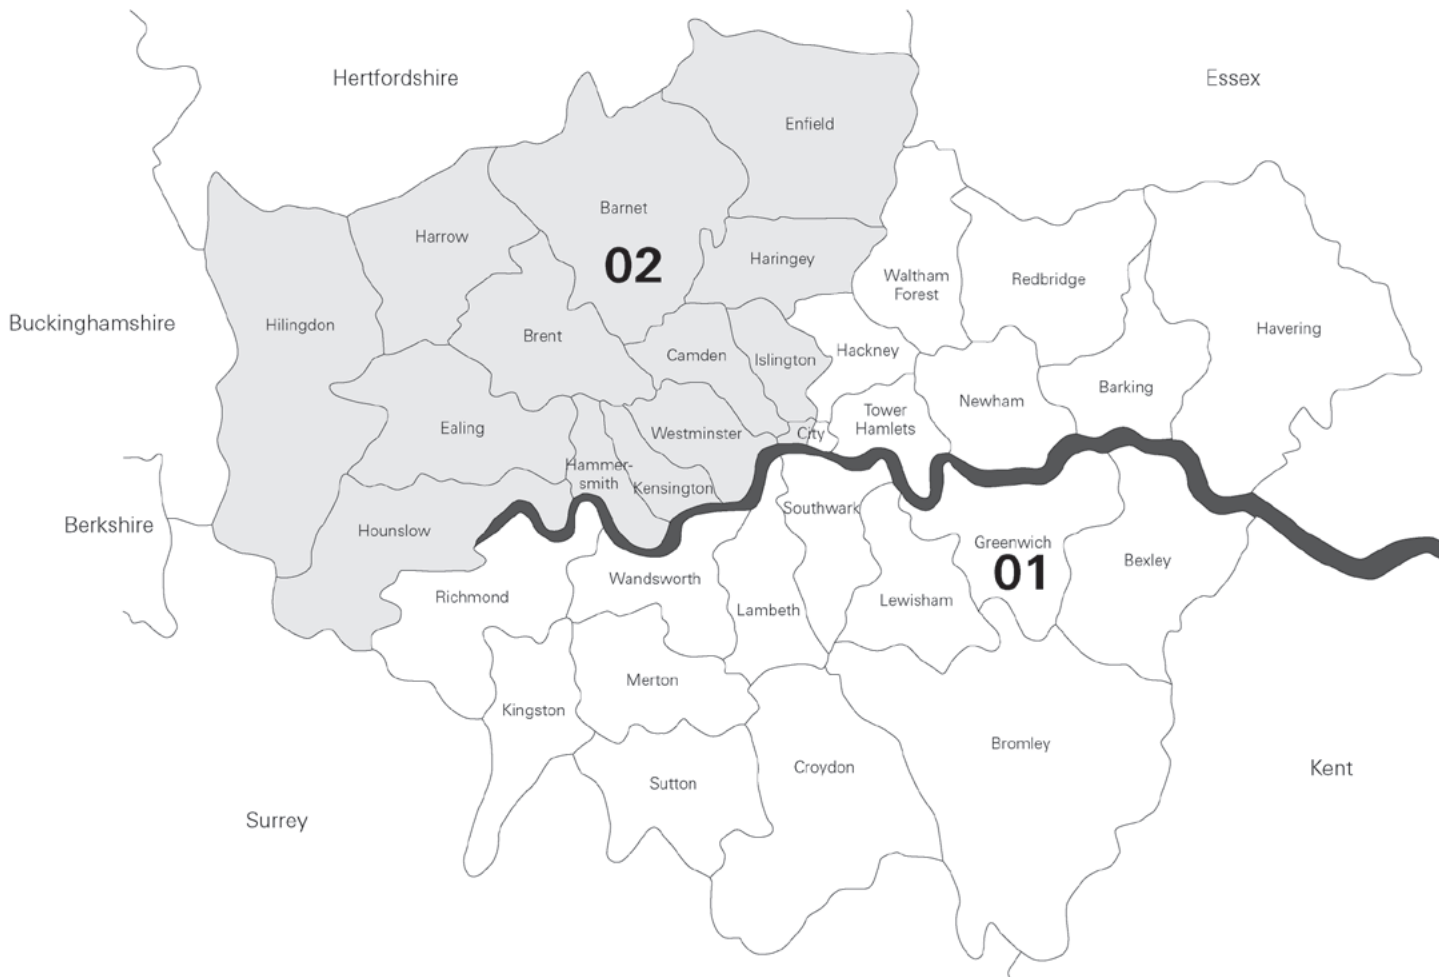 Hertfordshire
Essex
Enfield
Barnet
Harrow
02
Haringey
Waltham
Forest
Redbridge
Buckinghamshire
Hilingdon
Brent
Camden
Islington
Hackney
Havering
Barking
Newham
Ealing
Westminster
City
Tower
Hamlets
Hammer-
smith
Kensington
Berkshire
Hounslow
Southwark
Greenwich
01
Bexley
Richmond
Wandsworth
Lambeth
Lewisham
Merton
Kingston
Bromley
Croydon
Sutton
Kent
Surrey